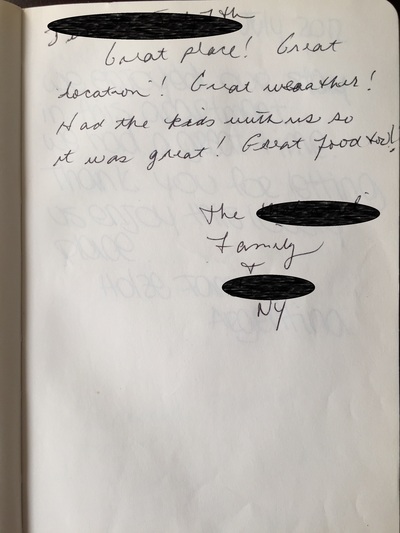 Great place! Great
location! Great weather!
Had the kids with us so
it was great! Great food too!
The
Family
+
NY